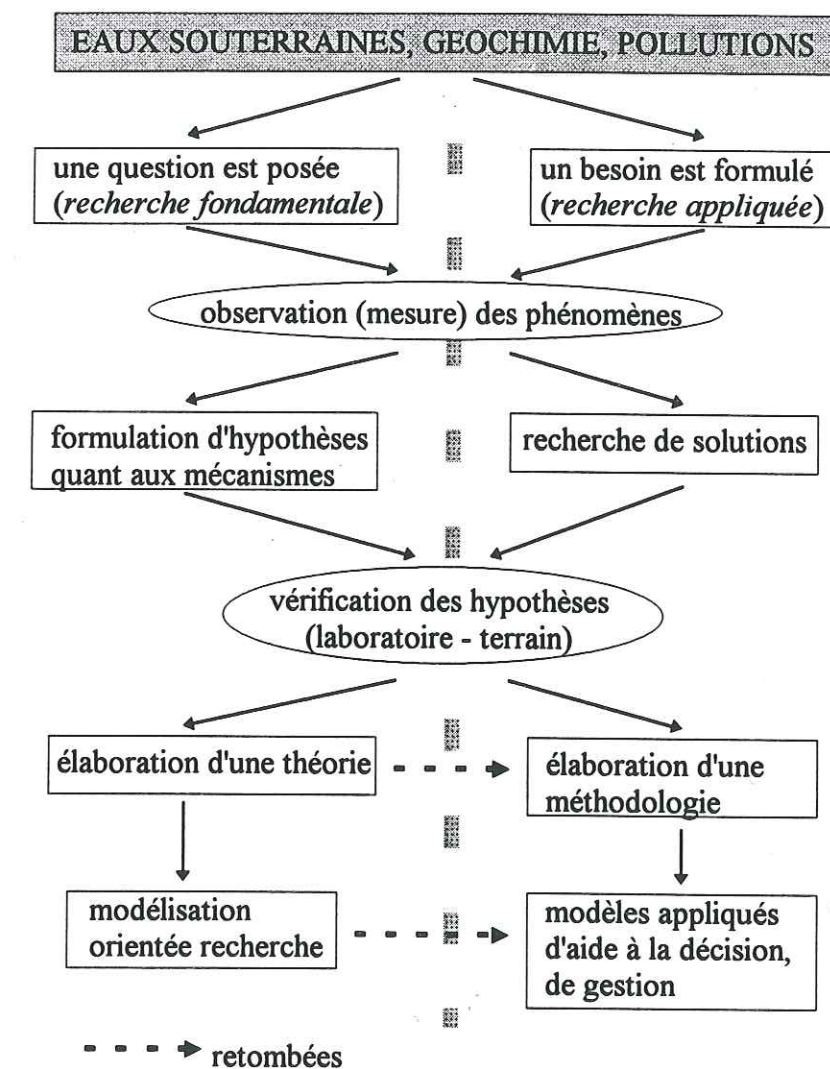 EAUX SOUTERRAINES, GEOCHIMIE, POLLUTIONS
une question est posée
(recherche fondamentale)
un besoin est formulé
(recherche appliquée)
observation (mesure) des phénomènes
formulation d'hypothèses
quant aux mécanismes
recherche de solutions
vérification des hypothèses
(laboratoire - terrain)
élaboration d'une théorie
élaboration d'une
méthodologie
modélisation
orientée recherche
modèles appliqués
d'aide à la décision,
de gestion
retombées